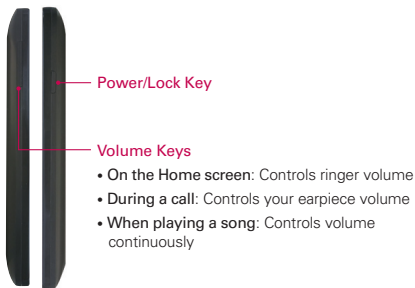 Power/Lock Key
Volume Keys
• On the Home screen: Controls ringer volume
• During a call: Controls your earpiece volume
• When playing a song: Controls volume
continuously